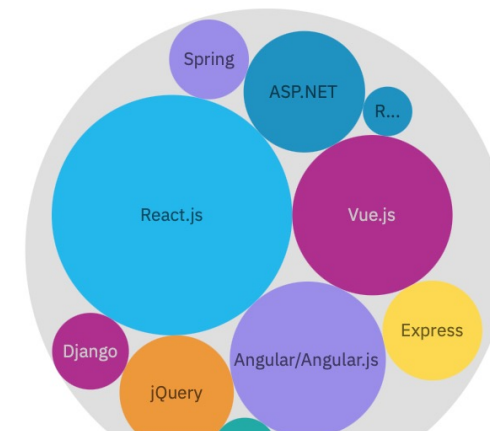 Spring
ASP.NET
R...
React.js
Vue.js
Express
Django
Angular/Angular.js
jQuery